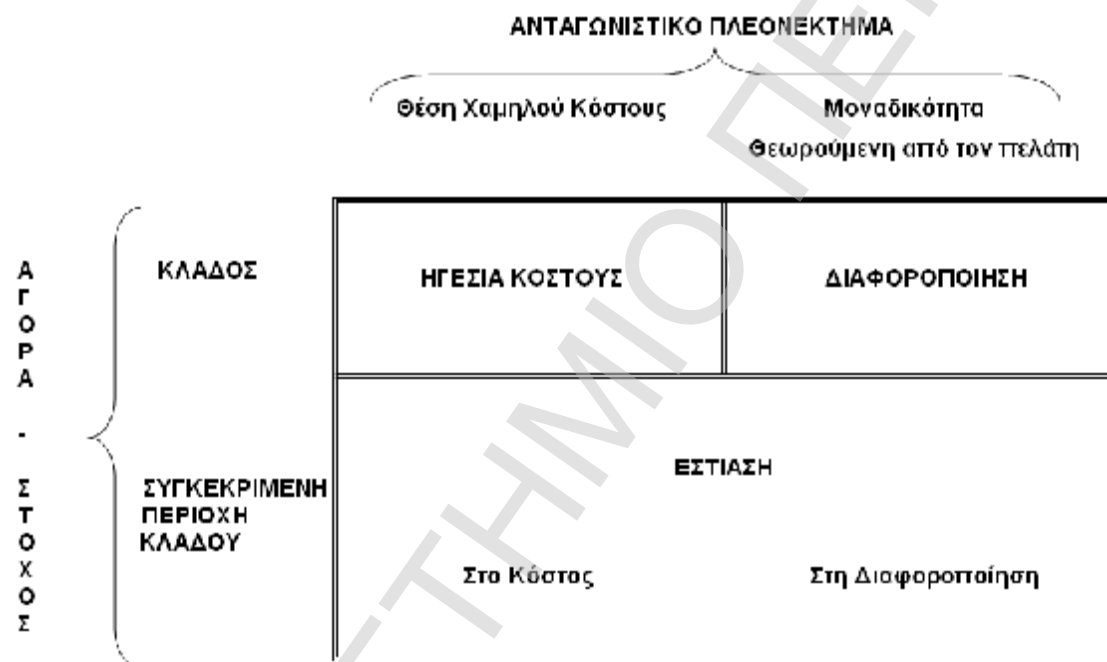 ΑΝΤΑΓΩΝΙΣΤΙΚΟ ΠΛΕΟΝΕΚΤΗΜΑ
Θέση Χαμηλού Κόστους
Μοναδικότητα
Θεωρούμενη από τον πελάτη
ΑΓΟΡΑ - ΣΤΟΧΟΣ
ΚΛΑΔΟΣ
ΗΓΕΣΙΑ ΚΟΣΤΟΥΣ
ΔΙΑΦΟΡΟΠΟΙΗΣΗ
ΣΥΓΚΕΚΡΙΜΕΝΗ
ΠΕΡΙΟΧΗ
ΚΛΑΔΟΥ
ΕΣΤΙΑΣΗ
Στο Κόστος
Στη Διαφοροποίηση